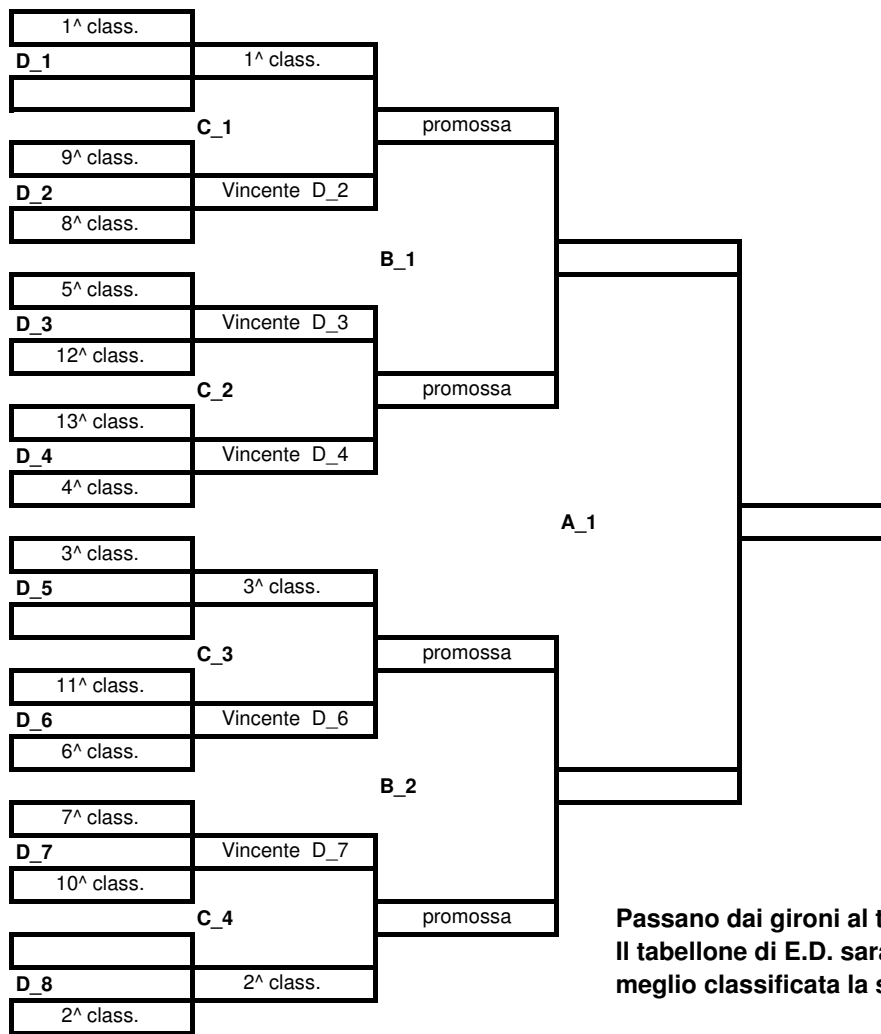 1^ class.
D_1
1^ class.
C_1
promossa
9^ class.
D_2
Vincente D_2
8^ class.
B_1
5^ class.
D_3
Vincente D_3
12^ class.
C_2
promossa
13^ class.
D_4
Vincente D_4
4^ class.
A_1
3^ class.
D_5
3^ class.
C_3
promossa
11^ class.
D_6
Vincente D_6
6^ class.
B_2
7^ class.
D_7
Vincente D_7
10^ class.
C_4
promossa
D_8
2^ class.
2^ class.
Passano dai gironi al t
Il tabellone di E.D. sar
meglio classificata la s